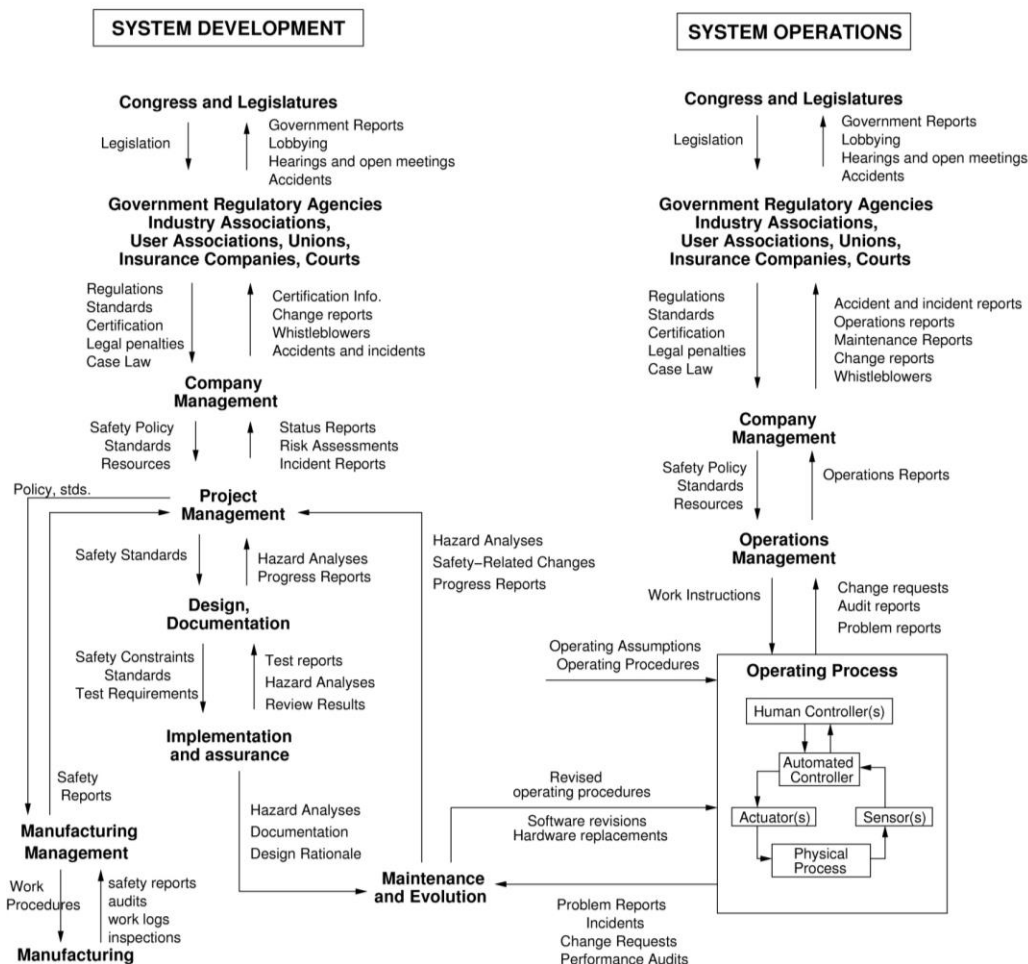 SYSTEM DEVELOPMENT
Congress and Legislatures
Legislation
Government Reports
Lobbying
Hearings and open meetings
Accidents
Government Regulatory Agencies
Industry Associations,
User Associations, Unions,
Insurance Companies, Courts
Regulations
Standards
Certification
Legal penalties
Case Law
Certification Info.
Change reports
Whistleblowers
Accidents and incidents
Company
Management
Safety Policy
Standards
Resources
Status Reports
Risk Assessments
Incident Reports
Policy, stds.
Project
Management
Safety Standards
Hazard Analyses
Progress Reports
Hazard Analyses
Safety−Related Changes
Progress Reports
Design,
Documentation
Safety Constraints
Standards
Test Requirements
Test reports
Hazard Analyses
Review Results
Implementation
and assurance
Safety
Reports
Hazard Analyses
Documentation
Design Rationale
Manufacturing
Management
Work
Procedures
safety reports
audits
work logs
inspections
Manufacturing
Maintenance
and Evolution
SYSTEM OPERATIONS
Congress and Legislatures
Legislation
Government Reports
Lobbying
Hearings and open meetings
Accidents
Government Regulatory Agencies
Industry Associations,
User Associations, Unions,
Insurance Companies, Courts
Regulations
Standards
Certification
Legal penalties
Case Law
Accident and incident reports
Operations reports
Maintenance Reports
Change reports
Whistleblowers
Company
Management
Safety Policy
Standards
Resources
Operations Reports
Operations
Management
Work Instructions
Change requests
Audit reports
Problem reports
Operating Assumptions
Operating Procedures
Operating Process
Human Controller(s)
Automated
Controller
Actuator(s)
Sensor(s)
Physical
Process
Revised
operating procedures
Software revisions
Hardware replacements
Problem Reports
Incidents
Change Requests
Performance Audits